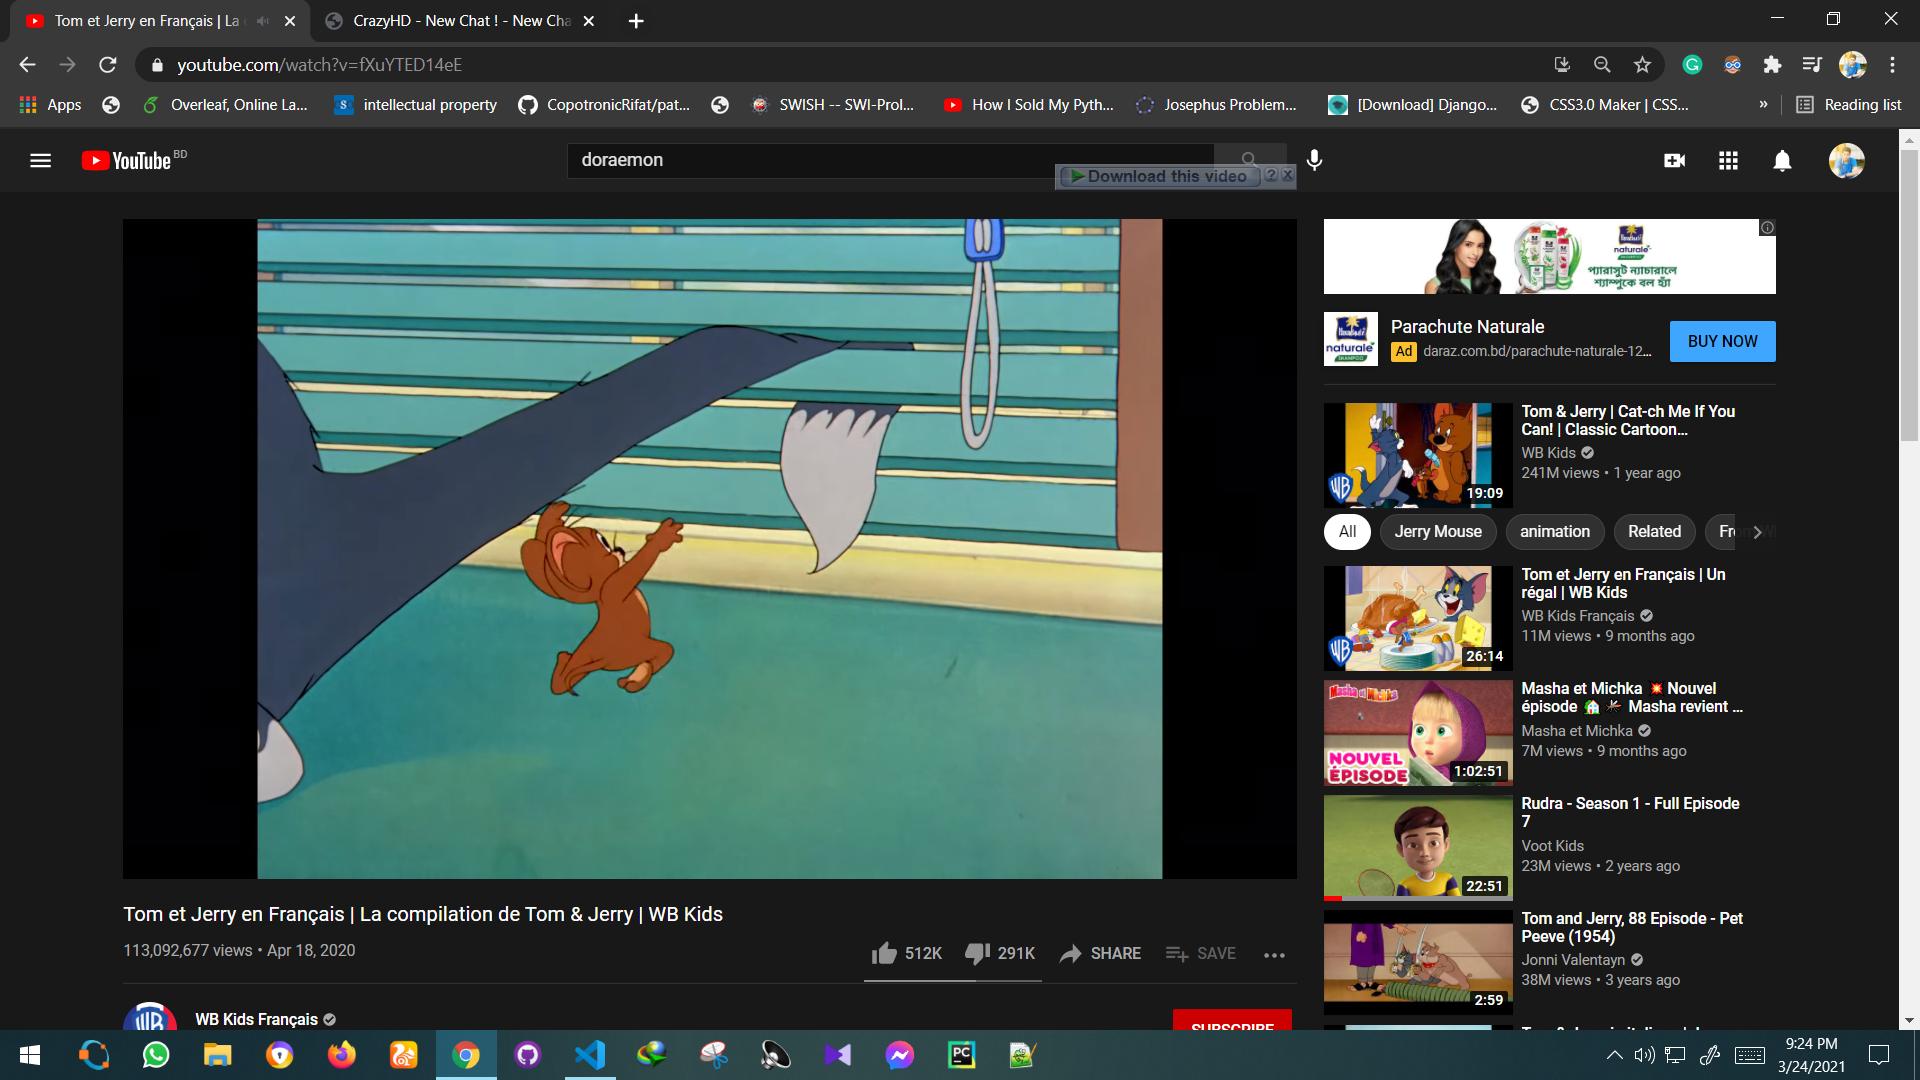 Tom et Jerry en Français | La
CrazyHD - New Chat ! - New Cha
youtube.com/watch?v=fXuYTED14eE
Apps
Overleaf, Online La...
intellectual property
CopotronicRifat/pat...
SWISH -- SWI-Prol...
How I Sold My Pyth...
Josephus Problem...
[Download] Django...
CSS3.0 Maker | CSS...
»
Reading list
YouTube BD
doraemon
Download this video
naturale
প্যারাসুট ন্যাচারালে
শ্যাম্পুকে বল হ্যাঁ
naturale
SHAMPOO
Parachute Naturale
Ad daraz.com.bd/parachute-naturale-12...
BUY NOW
19:09
Tom & Jerry | Cat-ch Me If You
Can! | Classic Cartoon...
WB Kids
241M views • 1 year ago
All
Jerry Mouse
animation
Related
26:14
Tom et Jerry en Français | Un
régal | WB Kids
WB Kids Français
11M views • 9 months ago
Masha et Michka
NOUVEL
ÉPISODE
1:02:51
Masha et Michka 💥 Nouvel
épisode 🏠 Masha revient ...
Masha et Michka
7M views • 9 months ago
22:51
Rudra - Season 1 - Full Episode
7
Voot Kids
23M views • 2 years ago
2:59
Tom and Jerry, 88 Episode - Pet
Peeve (1954)
Jonni Valentayn
38M views • 3 years ago
Tom et Jerry en Français | La compilation de Tom & Jerry | WB Kids
113,092,677 views • Apr 18, 2020
512K
291K
SHARE
SAVE
WB Kids Français
SUBSCRIBE
9:24 PM
3/24/2021